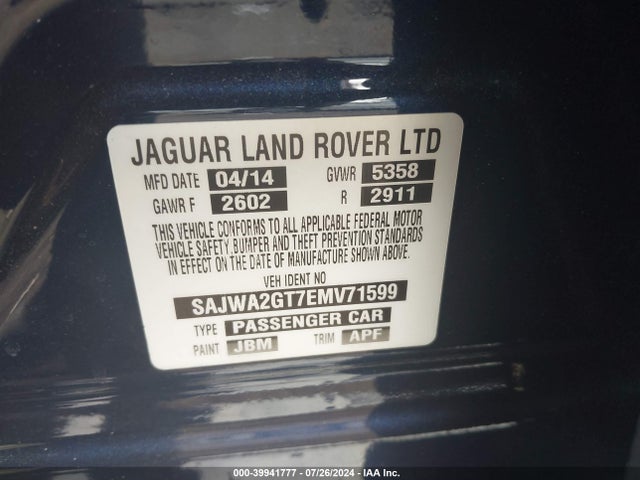 JAGUAR LAND ROVER LTD
MFD DATE 04/14 GVWR 5358
GAWR F 2602 R 2911
THIS VEHICLE CONFORMS TO ALL APPLICABLE FEDERAL MOTOR
VEHICLE SAFETY, BUMPER AND THEFT PREVENTION STANDARDS
IN EFFECT ON THE DATE OF MANUFACTURE SHOWN ABOVE.
VEH IDENT NO
SAJWA2GT7EMV71599
TYPE PASSENGER CAR
PAINT JBM TRIM APF
000-39941777 - 07/26/2024 - IAA Inc.